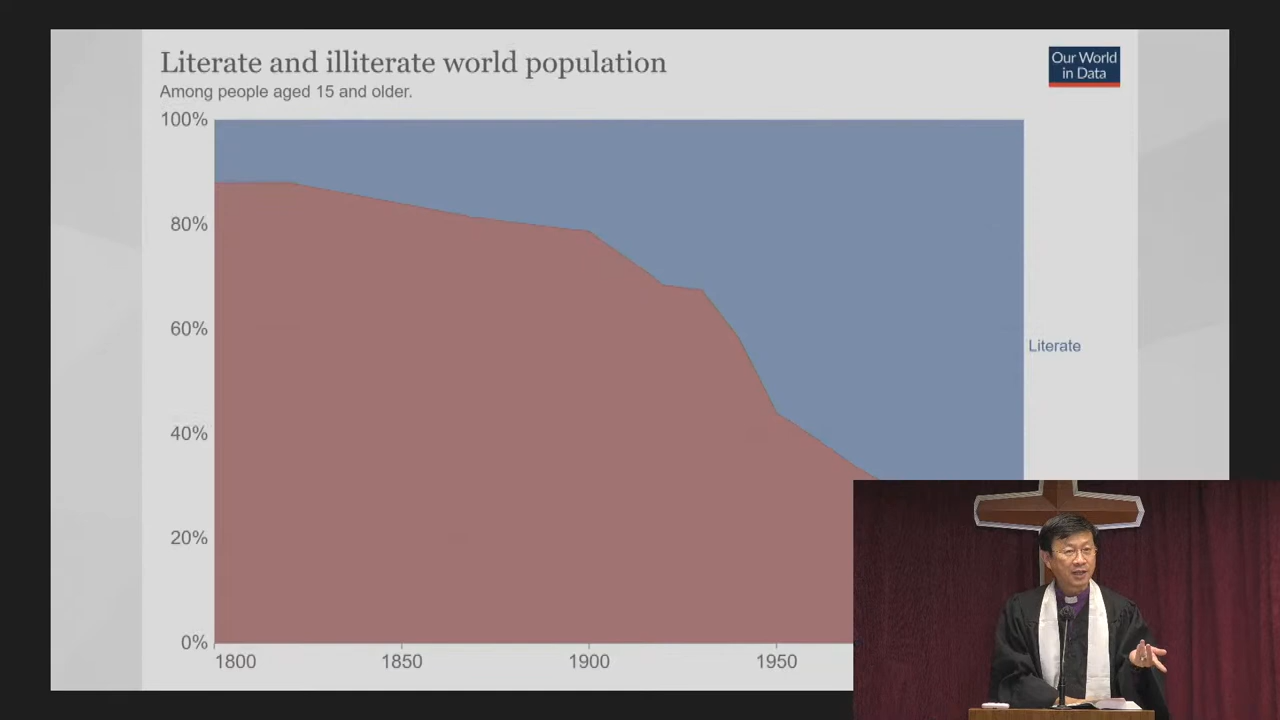 Literate and illiterate world population
Among people aged 15 and older.
Our World
in Data
100%
80%
60%
40%
20%
0%
Literate
1800 1850 1900 1950